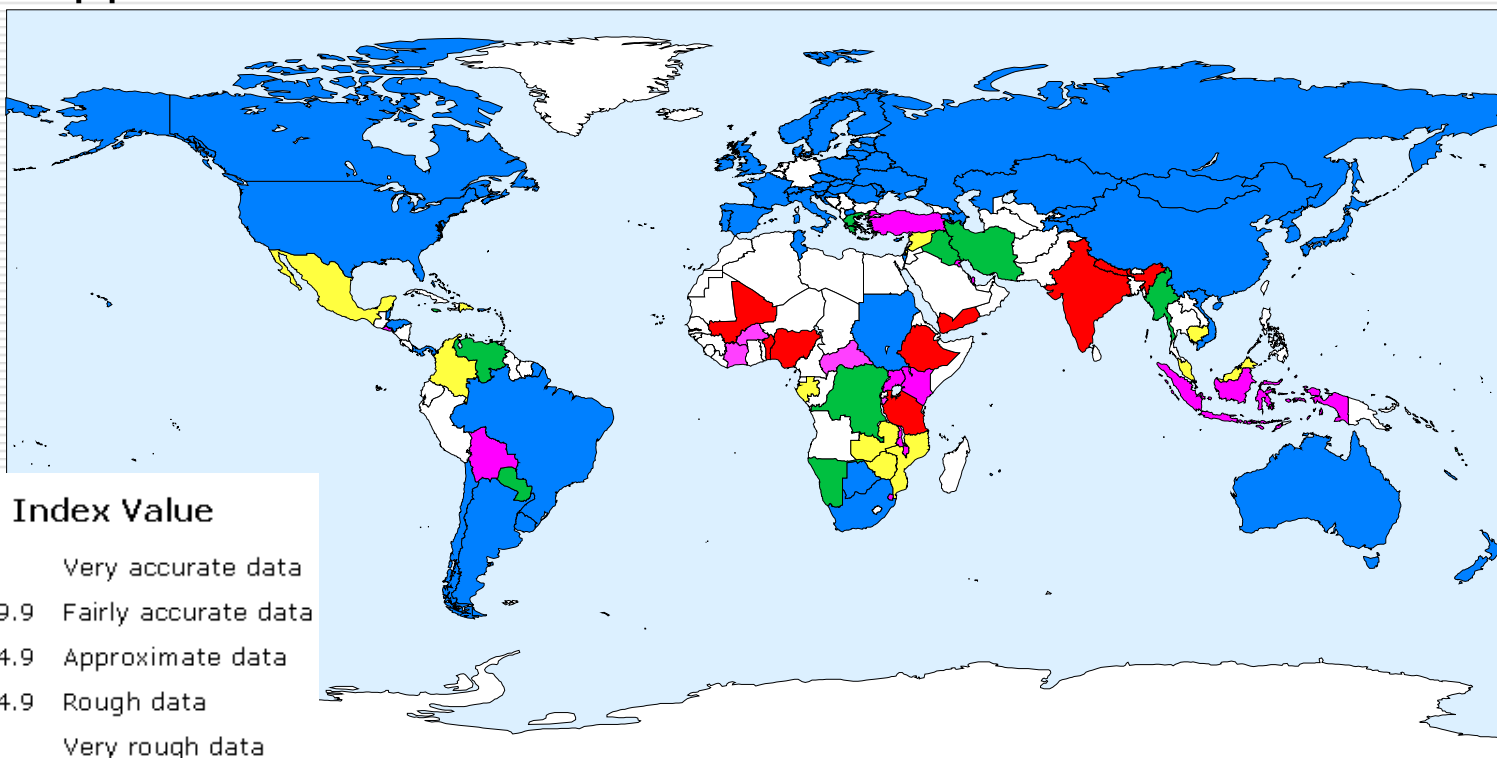 Index Value
Very accurate data
9.9 Fairly accurate data
4.9 Approximate data
4.9 Rough data
Very rough data